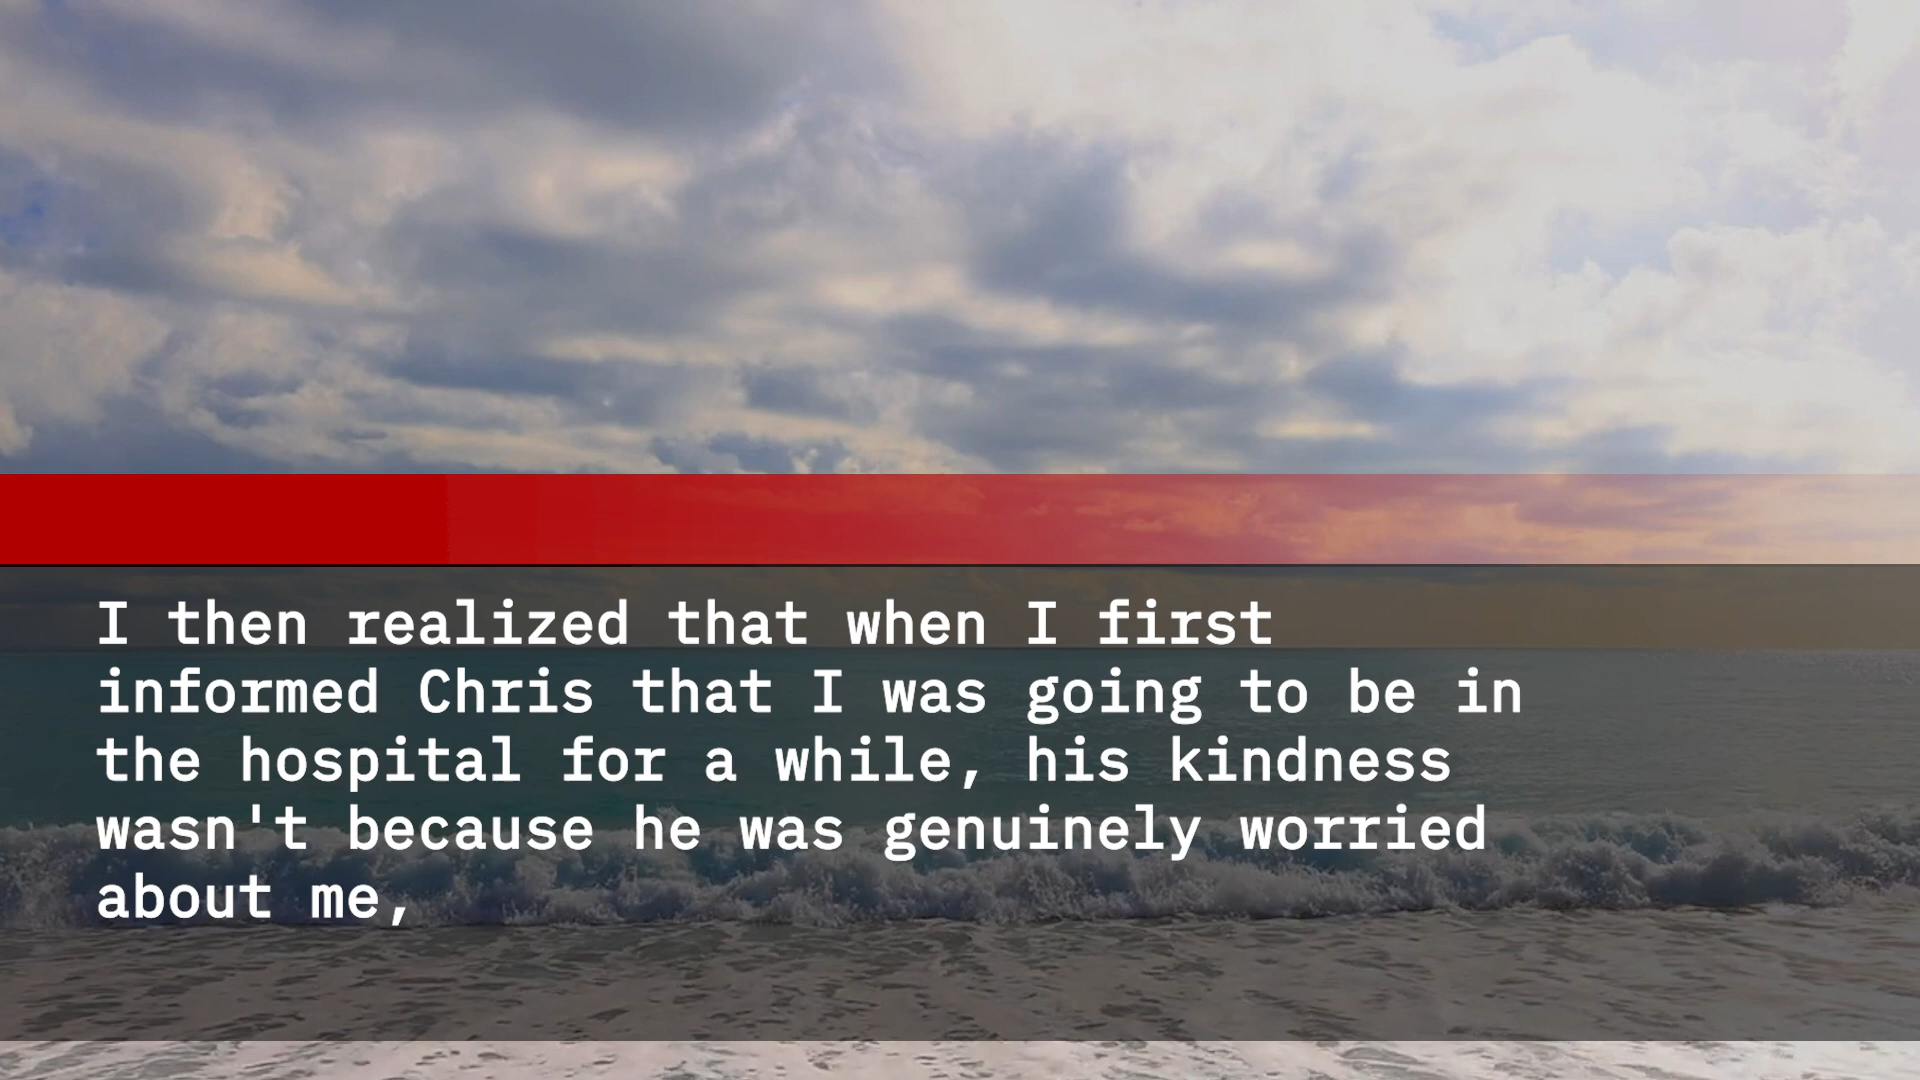 I then realized that when I first
informed Chris that I was going to be in
the hospital for a while, his kindness
wasn't because he was genuinely worried
about me,